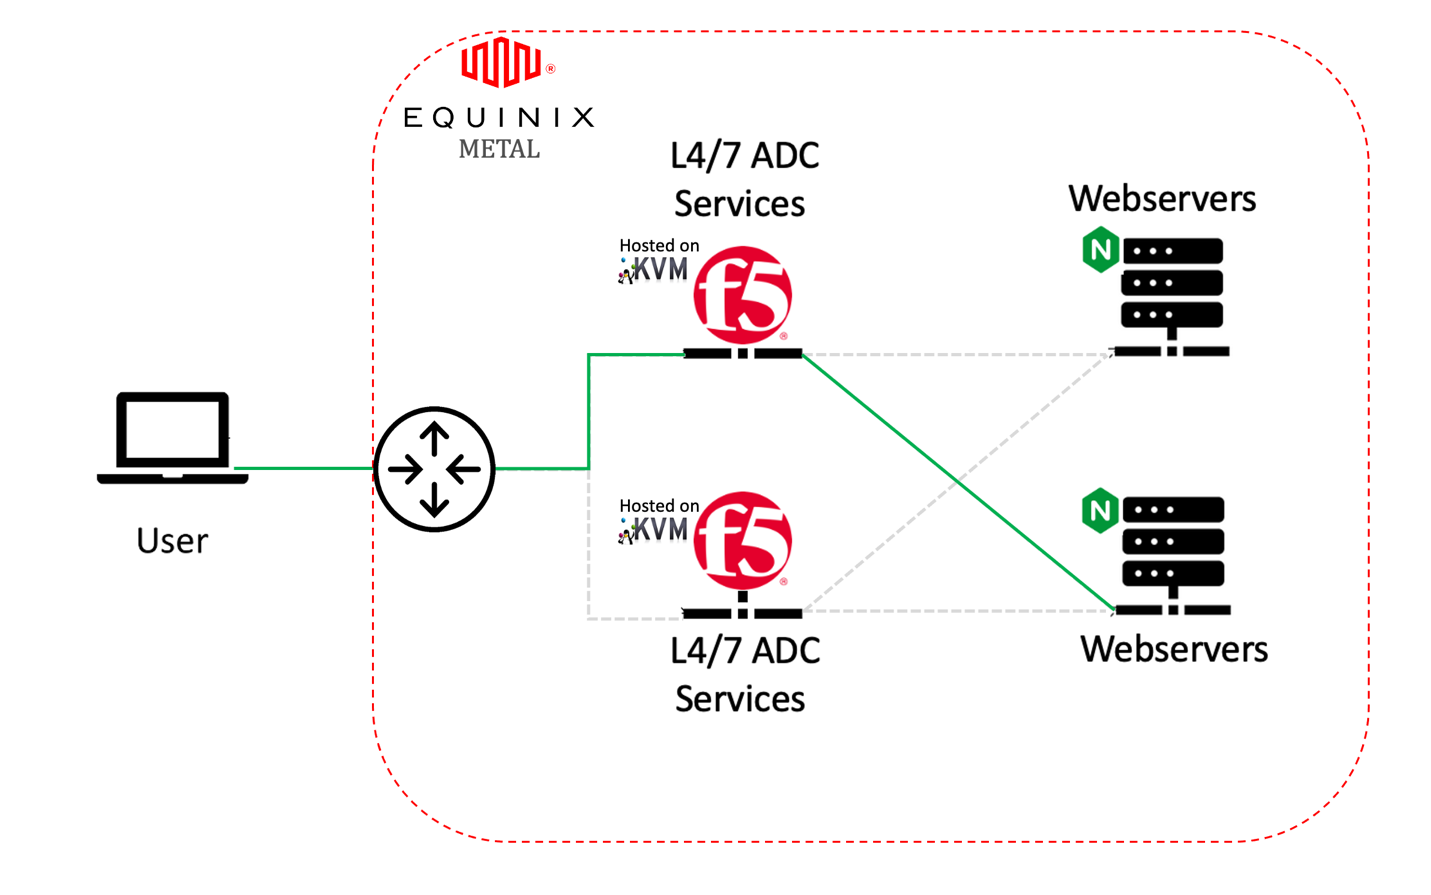 EQUINIX
METAL
®
L4/7 ADC
Services
Hosted on
KVM
f5
®
Webservers
N
User
Hosted on
KVM
f5
®
L4/7 ADC
Services
N
Webservers